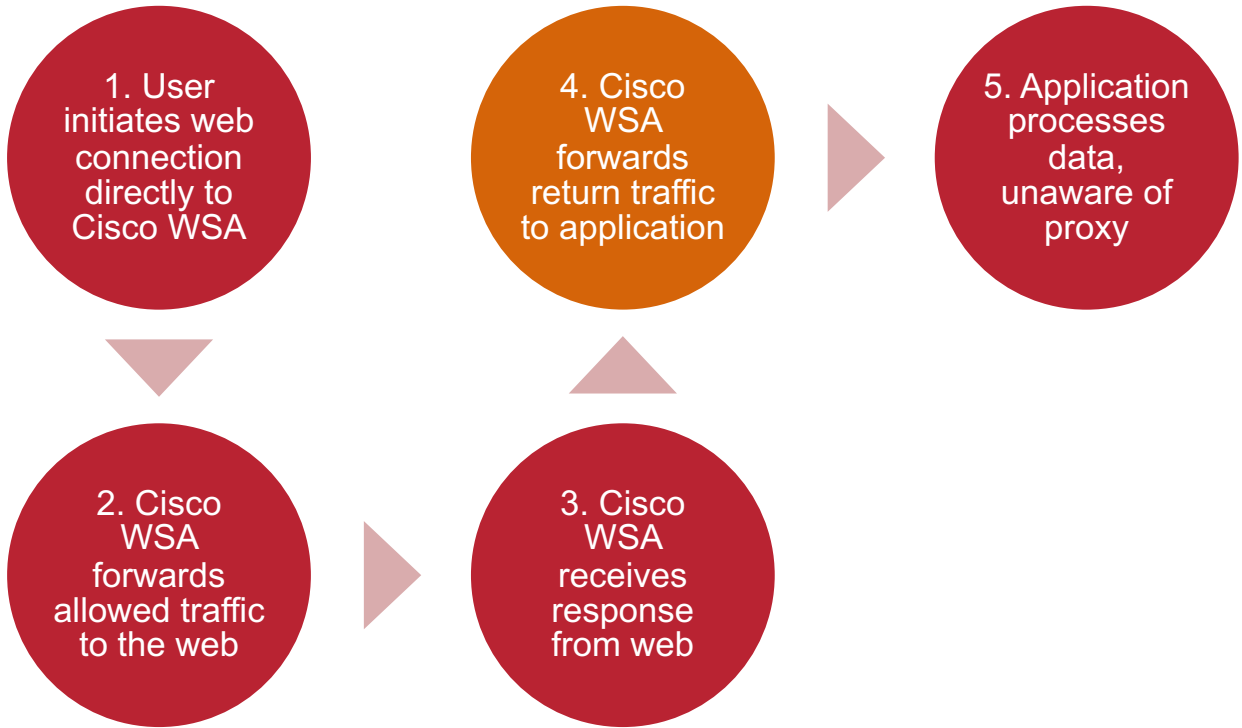 1. User
initiates web
connection
directly to
Cisco WSA
2. Cisco
WSA
forwards
allowed traffic
to the web
3. Cisco
WSA
receives
response
from web
4. Cisco
WSA
forwards
return traffic
to application
5. Application
processes
data,
unaware of
proxy